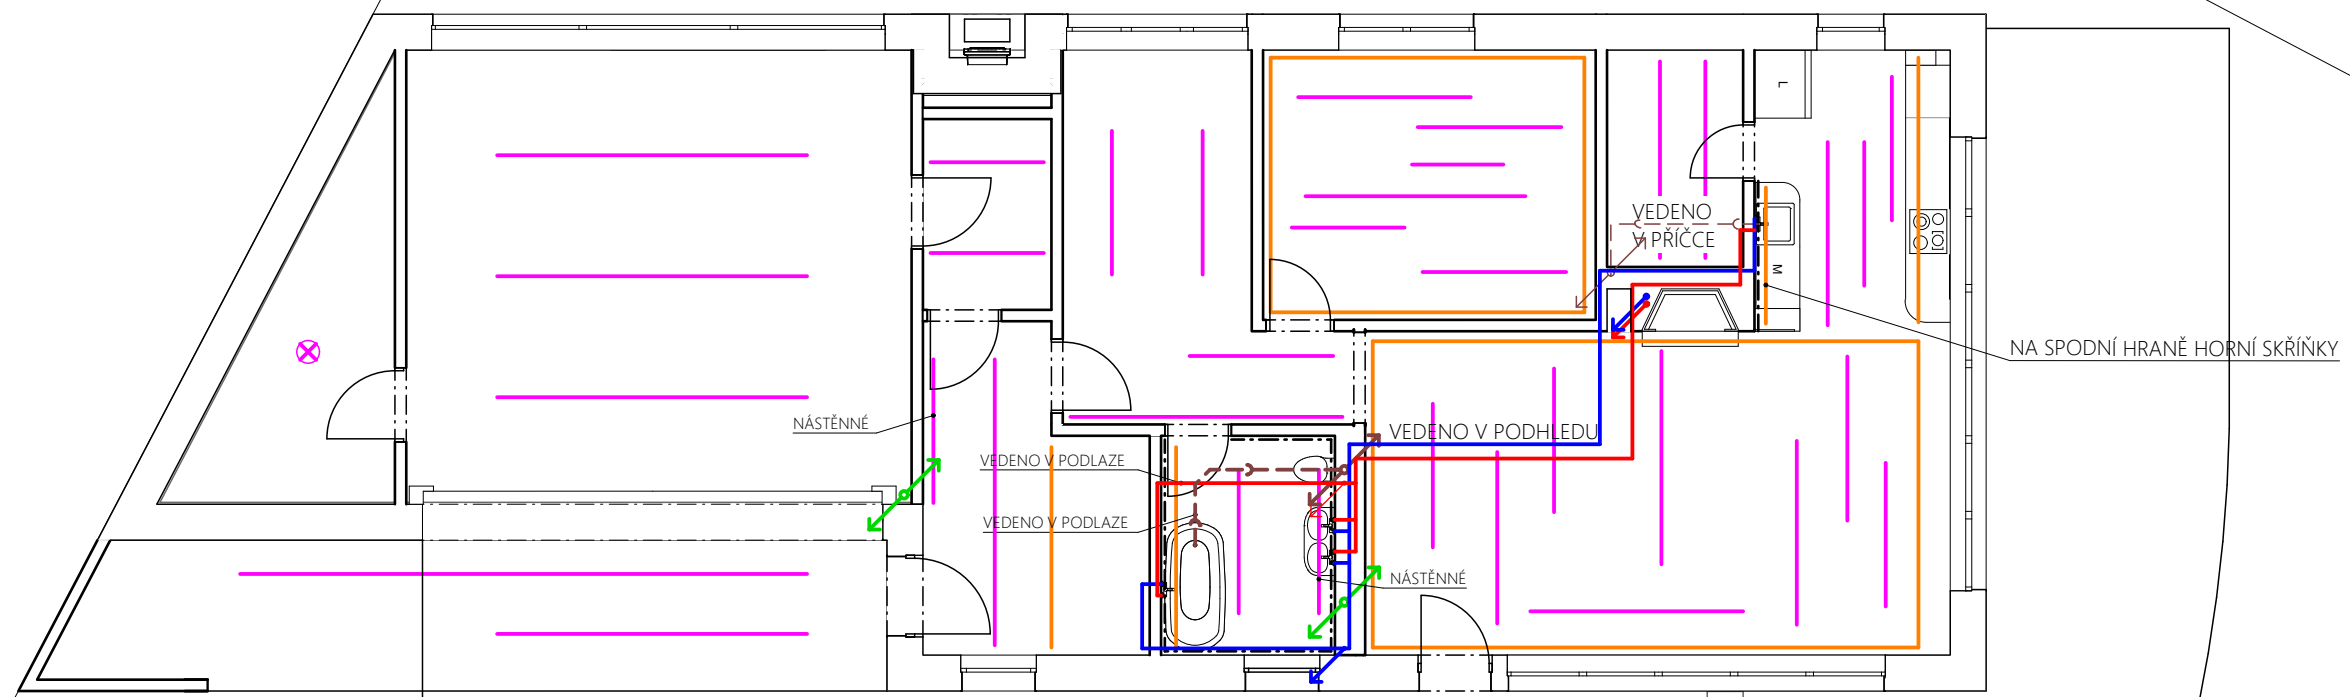 L
VEDENO
V PŘÍČCE
M
NA SPODNÍ HRANĚ HORNÍ SKŘÍŇKY
NÁSTĚNNÉ
VEDENO V PODHLEDU
VEDENO V PODLAZE
VEDENO V PODLAZE
NÁSTĚNNÉ